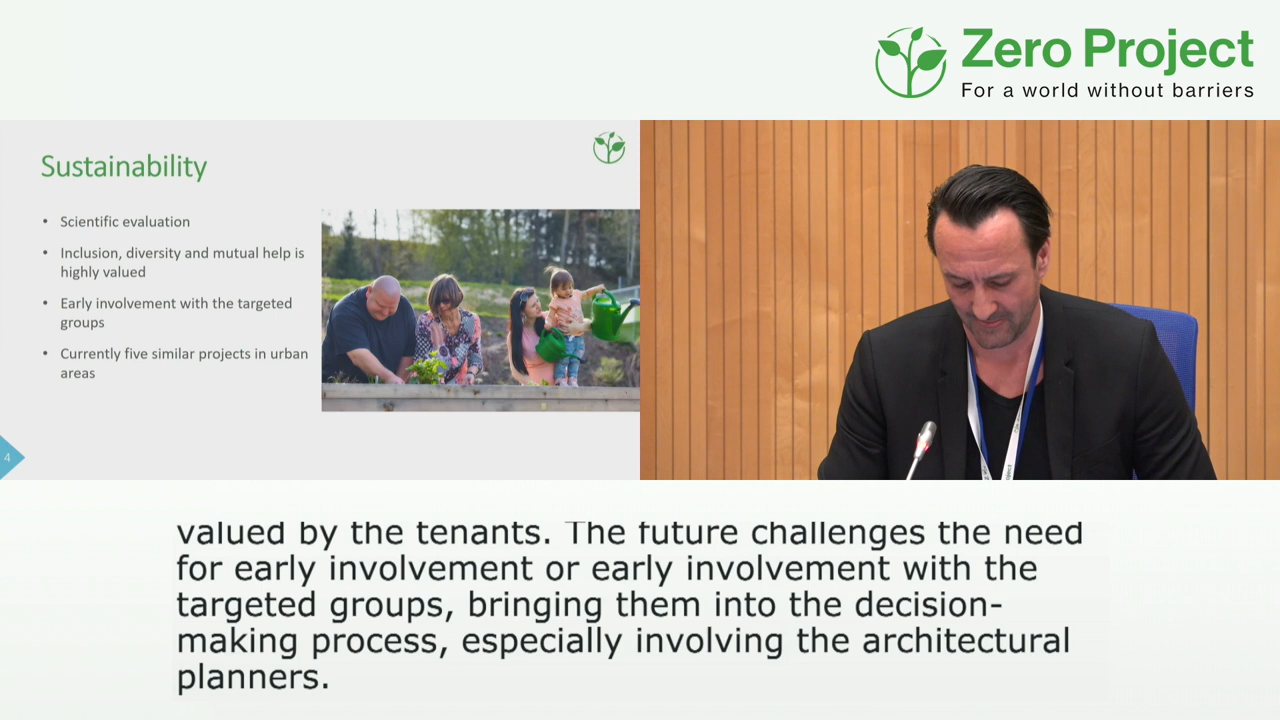 Zero Project
For a world without barriers
Sustainability
• Scientific evaluation
• Inclusion, diversity and mutual help is
highly valued
• Early involvement with the targeted
groups
• Currently five similar projects in urban
areas
4
valued by the tenants. The future challenges the need
for early involvement or early involvement with the
targeted groups, bringing them into the decision-
making process, especially involving the architectural
planners.